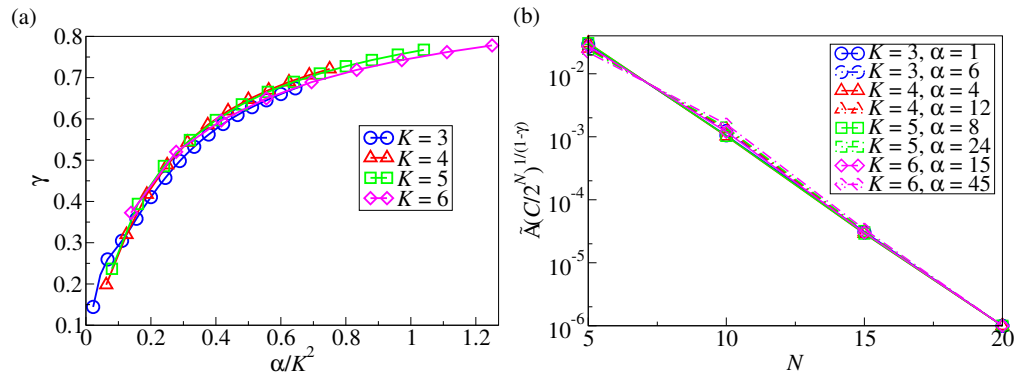 (a)
0.8
0.7
0.6
0.5
0.4
0.3
0.2
0.1
γ
0 0.2 0.4 0.6 0.8 1 1.2
α/K²
K = 3
K = 4
K = 5
K = 6
(b)
10⁻²
10⁻³
10⁻⁴
10⁻⁵
10⁻⁶
Ã(C/2ᴺ)^1/(1-γ)
5 10 15 20
N
K = 3, α = 1
K = 3, α = 6
K = 4, α = 4
K = 4, α = 12
K = 5, α = 8
K = 5, α = 24
K = 6, α = 15
K = 6, α = 45